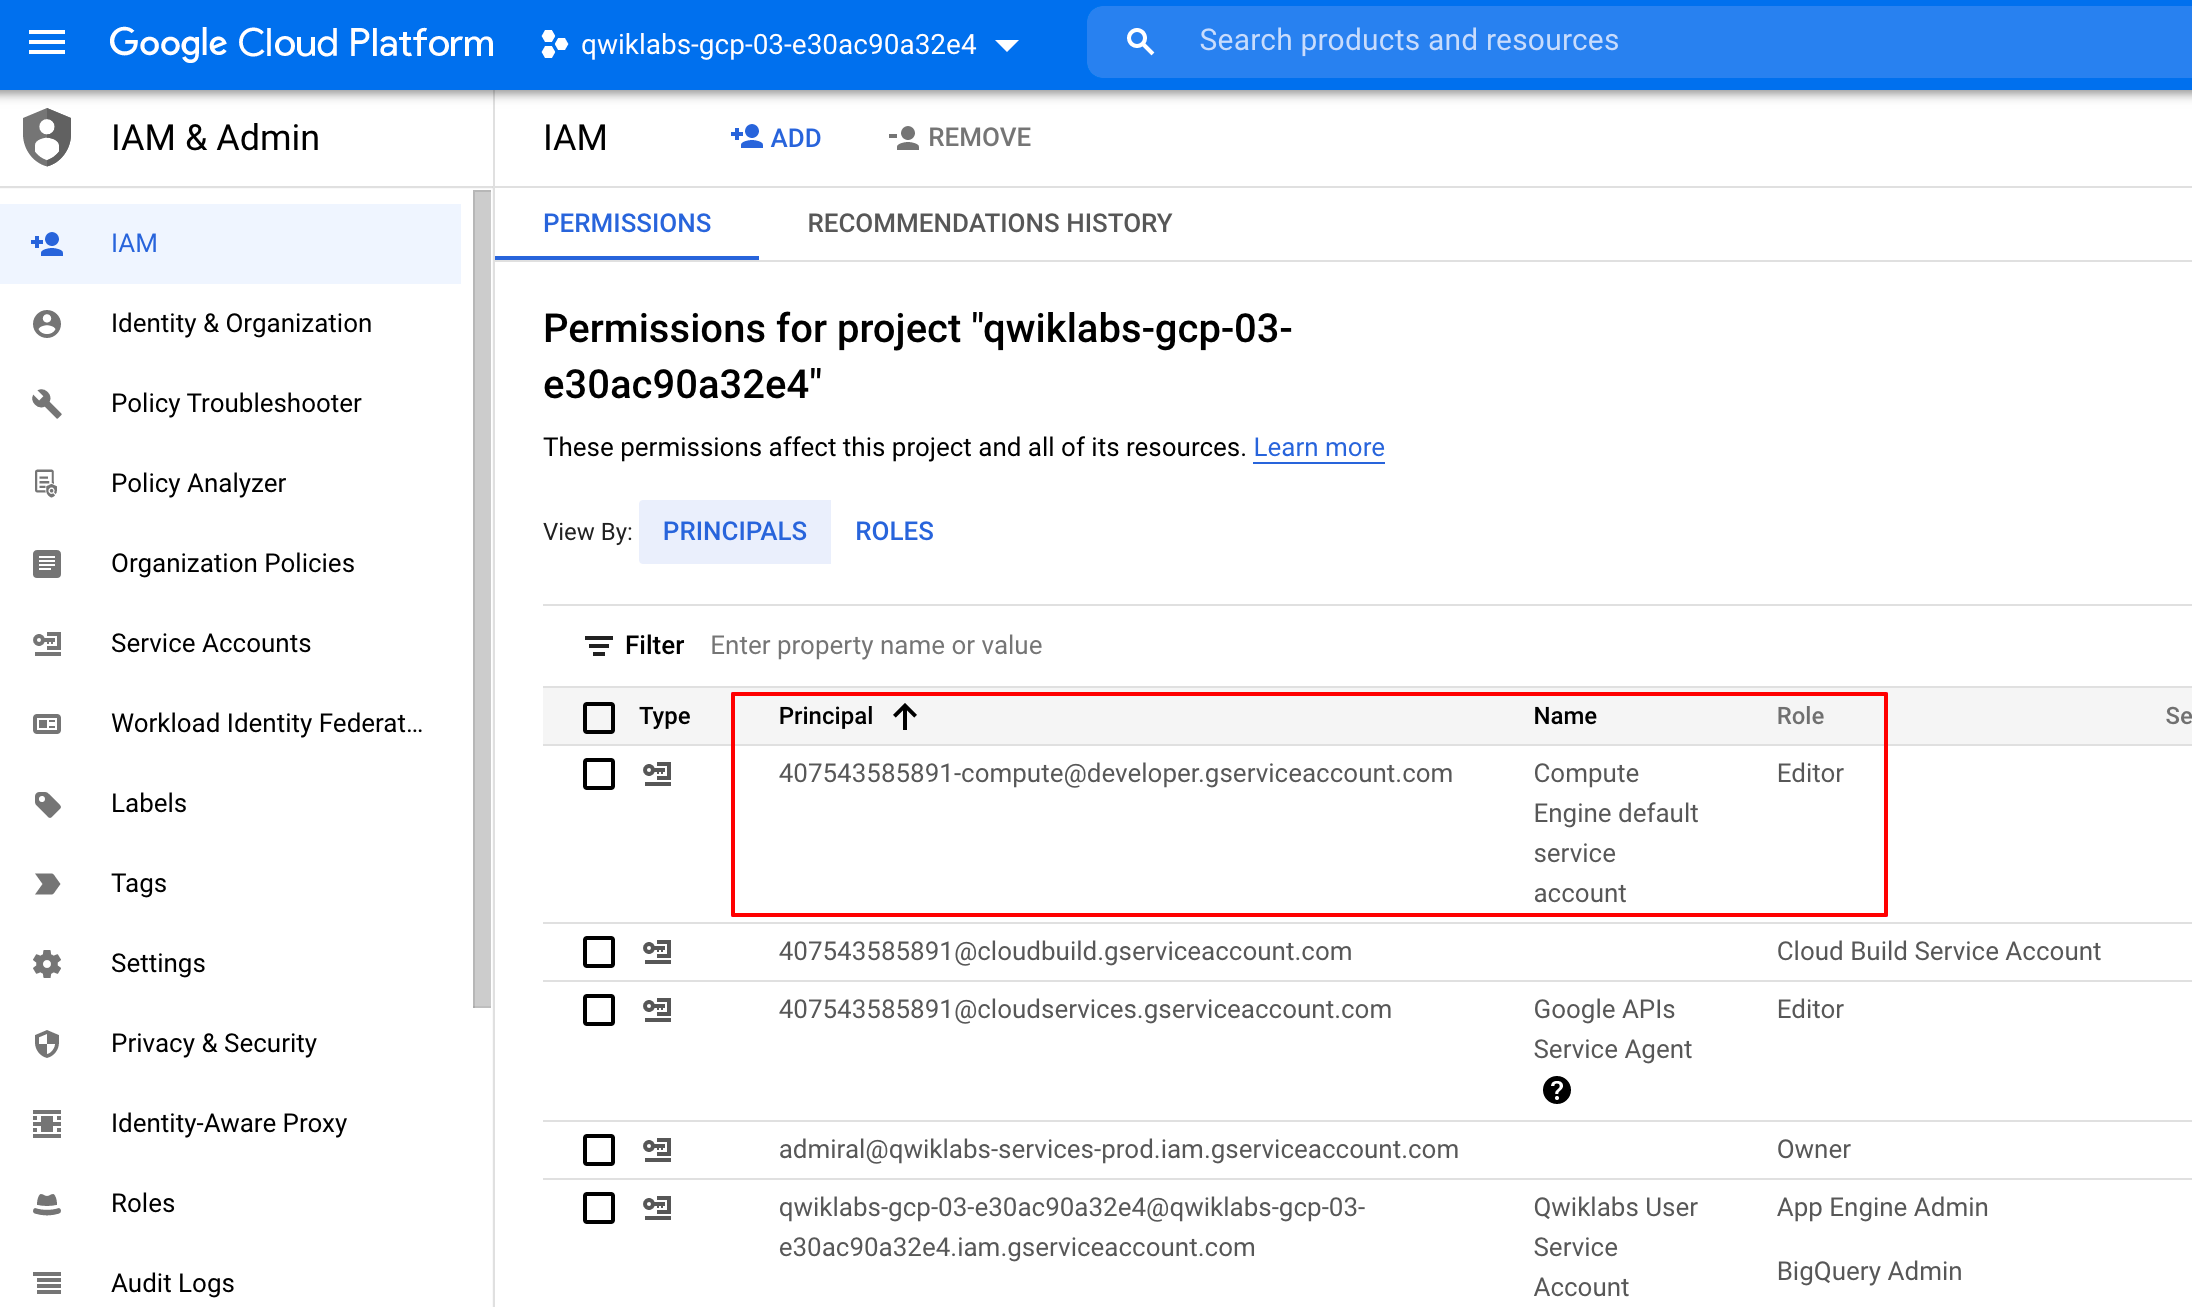 Google Cloud Platform
qwiklabs-gcp-03-e30ac90a32e4
Search products and resources
IAM & Admin
IAM
Identity & Organization
Policy Troubleshooter
Policy Analyzer
Organization Policies
Service Accounts
Workload Identity Federat...
Labels
Tags
Settings
Privacy & Security
Identity-Aware Proxy
Roles
Audit Logs
IAM
ADD
REMOVE
PERMISSIONS
RECOMMENDATIONS HISTORY
Permissions for project "qwiklabs-gcp-03-
e30ac90a32e4"
These permissions affect this project and all of its resources. Learn more
View By: PRINCIPALS ROLES
Filter Enter property name or value
Type Principal Name Role Se
407543585891-compute@developer.gserviceaccount.com Compute Editor
Engine default
service
account
407543585891@cloudbuild.gserviceaccount.com Cloud Build Service Account
407543585891@cloudservices.gserviceaccount.com Google APIs Editor
Service Agent
?
admiral@qwiklabs-services-prod.iam.gserviceaccount.com Owner
qwiklabs-gcp-03-e30ac90a32e4@qwiklabs-gcp-03- Qwiklabs User App Engine Admin
e30ac90a32e4.iam.gserviceaccount.com Service
BigQuery Admin
Account